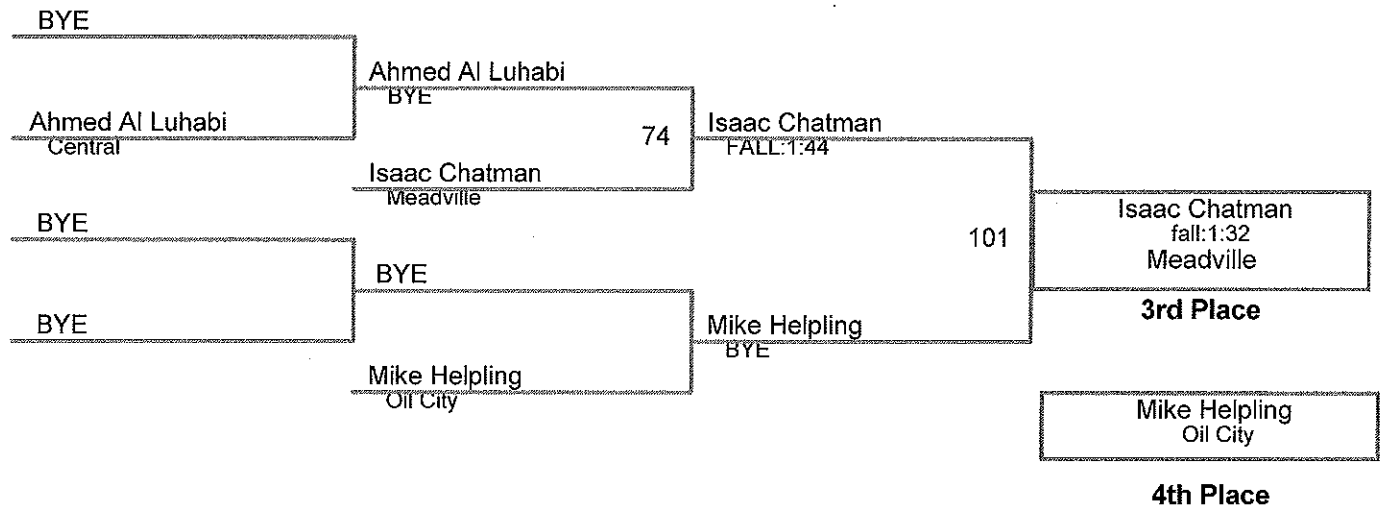 BYE
Ahmed Al Luhabi
BYE
Ahmed Al Luhabi
Central
74
Isaac Chatman
FALL:1:44
Isaac Chatman
Meadville
BYE
101
Isaac Chatman
fall:1:32
Meadville
3rd Place
BYE
BYE
Mike Helpling
BYE
Mike Helpling
Oil City
Mike Helpling
Oil City
4th Place